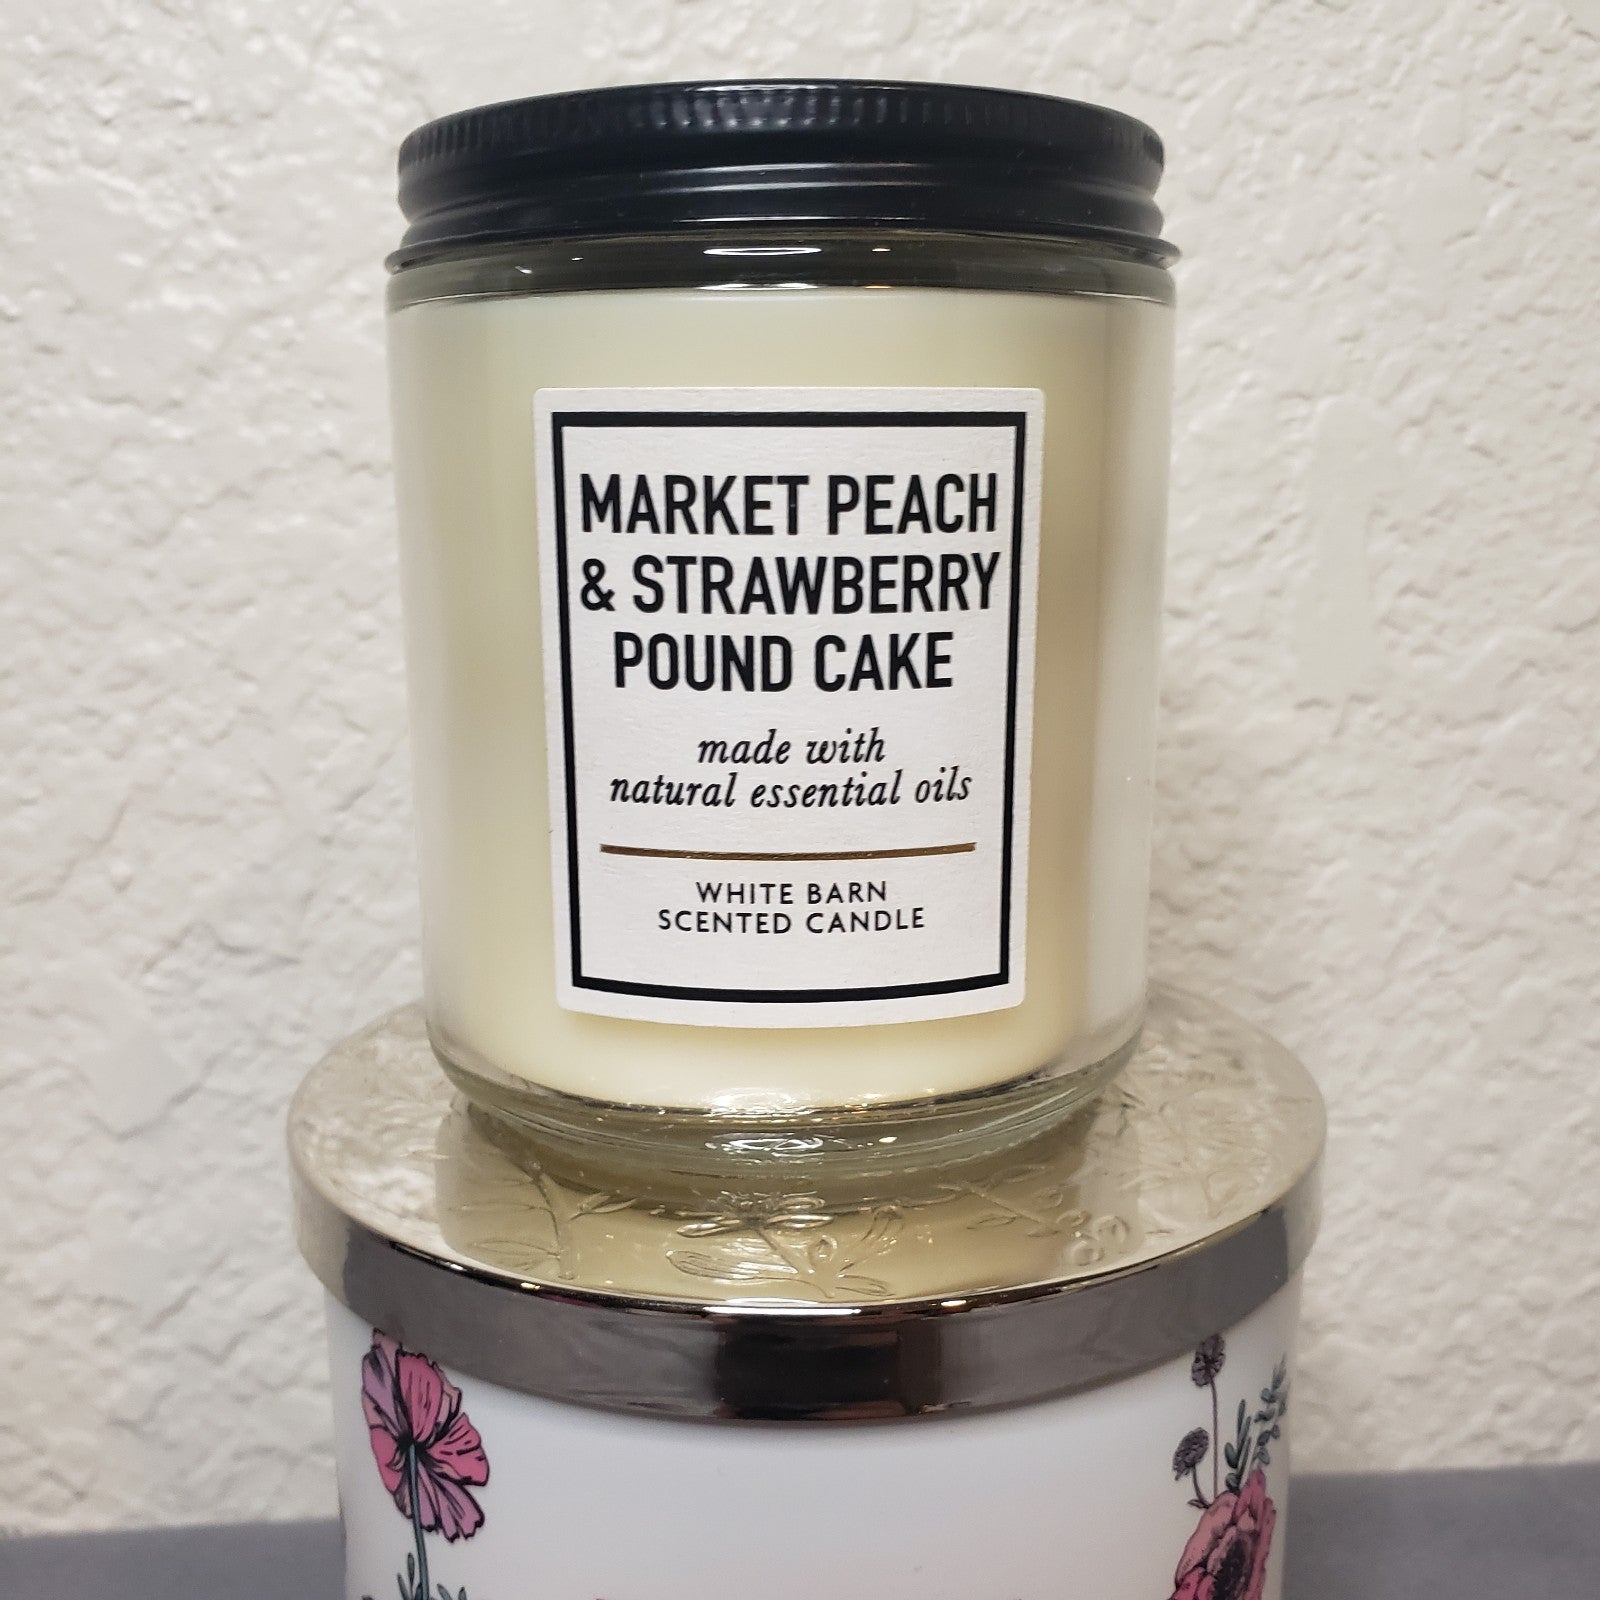 MARKET PEACH
& STRAWBERRY
POUND CAKE
made with
natural essential oils
WHITE BARN
SCENTED CANDLE